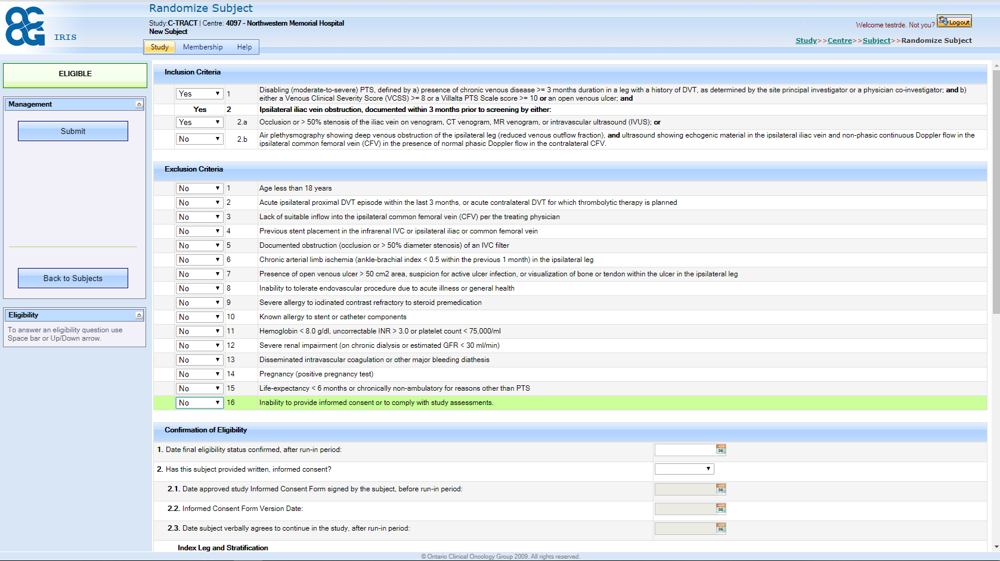 Randomize Subject
Study:C-TRACT | Centre: 4097 - Northwestern Memorial Hospital
New Subject
OCOG IRIS
Welcome testrde. Not you? Logout
Study Membership Help
Study>>Centre>>Subject>>Randomize Subject
ELIGIBLE
Management
Submit
Back to Subjects
Eligibility
To answer an eligibility question use
Space bar or Up/Down arrow.
Inclusion Criteria
Yes 1 Disabling (moderate-to-severe) PTS, defined by a) presence of chronic venous disease >= 3 months duration in a leg with a history of DVT, as determined by the site principal investigator or a physician co-investigator; and b)
either a Venous Clinical Severity Score (VCSS) >= 8 or a Villalta PTS Scale score >= 10 or an open venous ulcer; and
Yes 2 Ipsilateral iliac vein obstruction, documented within 3 months prior to screening by either:
Yes 2.a Occlusion or > 50% stenosis of the iliac vein on venogram, CT venogram, MR venogram, or intravascular ultrasound (IVUS); or
No 2.b Air plethysmography showing deep venous obstruction of the ipsilateral leg (reduced venous outflow fraction), and ultrasound showing echogenic material in the ipsilateral iliac vein and non-phasic continuous Doppler flow in the
ipsilateral common femoral vein (CFV) in the presence of normal phasic Doppler flow in the contralateral CFV.
Exclusion Criteria
No 1 Age less than 18 years
No 2 Acute ipsilateral proximal DVT episode within the last 3 months, or acute contralateral DVT for which thrombolytic therapy is planned
No 3 Lack of suitable inflow into the ipsilateral common femoral vein (CFV) per the treating physician
No 4 Previous stent placement in the infrarenal IVC or ipsilateral iliac or common femoral vein
No 5 Documented obstruction (occlusion or > 50% diameter stenosis) of an IVC filter
No 6 Chronic arterial limb ischemia (ankle-brachial index < 0.5 within the previous 1 month) in the ipsilateral leg
No 7 Presence of open venous ulcer > 50 cm2 area, suspicion for active ulcer infection, or visualization of bone or tendon within the ulcer in the ipsilateral leg
No 8 Inability to tolerate endovascular procedure due to acute illness or general health
No 9 Severe allergy to iodinated contrast refractory to steroid premedication
No 10 Known allergy to stent or catheter components
No 11 Hemoglobin < 8.0 g/dl, uncorrectable INR > 3.0 or platelet count < 75,000/ml
No 12 Severe renal impairment (on chronic dialysis or estimated GFR < 30 ml/min)
No 13 Disseminated intravascular coagulation or other major bleeding diathesis
No 14 Pregnancy (positive pregnancy test)
No 15 Life-expectancy < 6 months or chronically non-ambulatory for reasons other than PTS
No 16 Inability to provide informed consent or to comply with study assessments.
Confirmation of Eligibility
1. Date final eligibility status confirmed, after run-in period: 06
2. Has this subject provided written, informed consent?
2.1. Date approved study Informed Consent Form signed by the subject, before run-in period: 06
2.2. Informed Consent Form Version Date: 06
2.3. Date subject verbally agrees to continue in the study, after run-in period: 06
Index Leg and Stratification
© Ontario Clinical Oncology Group 2009. All rights reserved.